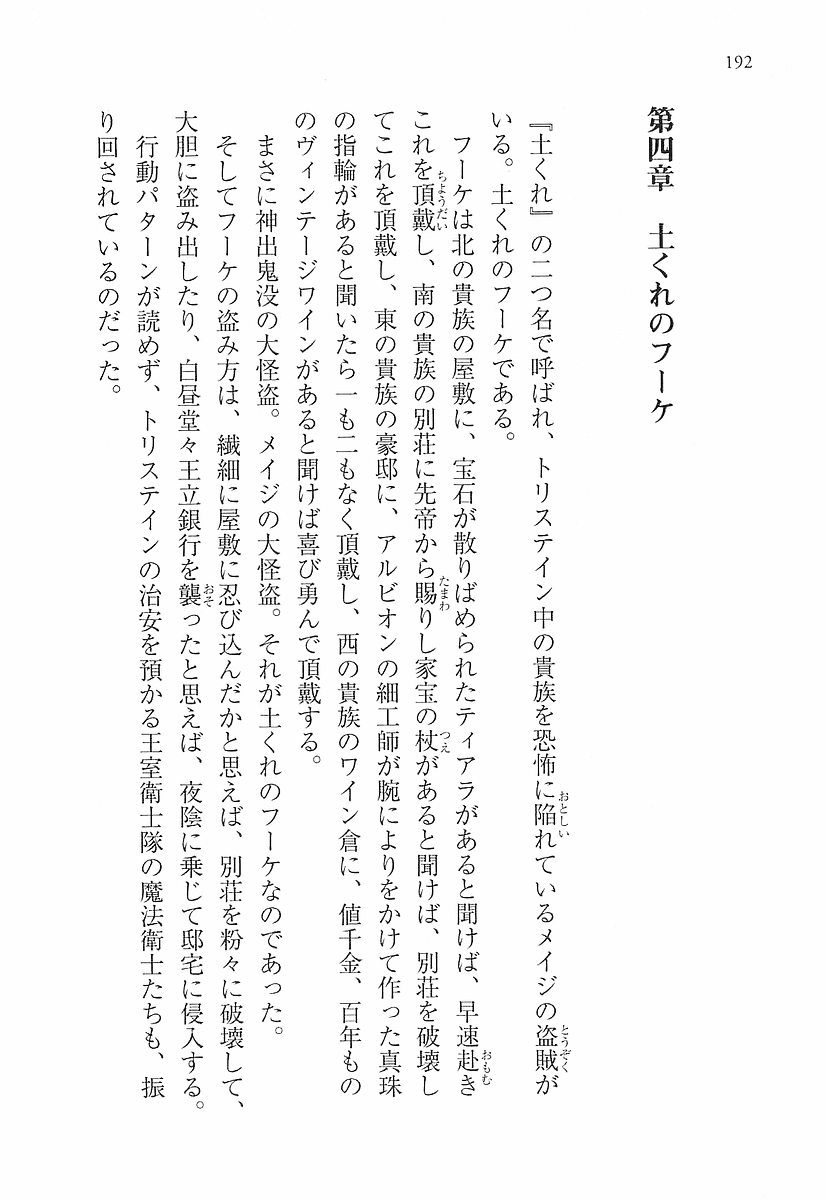 192
第四章　土くれのフーケ
『土くれ』の二つ名で呼ばれ、トリステイン中の貴族を恐怖に陥れているメイジの盗賊が
いる。土くれのフーケである。
フーケは北の貴族の屋敷に、宝石が散りばめられたティアラがあると聞けば、早速赴き
これを頂戴し、南の貴族の別荘に先帝から賜りし家宝の杖があると聞けば、別荘を破壊し
てこれを頂戴し、東の貴族の豪邸に、アルビオンの細工師が腕によりをかけて作った真珠
の指輪があると聞いたら一も二もなく頂戴し、西の貴族のワイン倉に、値千金、百年もの
のヴィンテージワインがあると聞けば喜び勇んで頂戴する。
まさに神出鬼没の大怪盗。メイジの大怪盗。それが土くれのフーケなのであった。
そしてフーケの盗み方は、繊細に屋敷に忍び込んだかと思えば、別荘を粉々に破壊して、
大胆に盗み出したり、白昼堂々王立銀行を襲ったと思えば、夜陰に乗じて邸宅に侵入する。
行動パターンが読めず、トリステインの治安を預かる王室衛士隊の魔法衛士たちも、振
り回されているのだった。